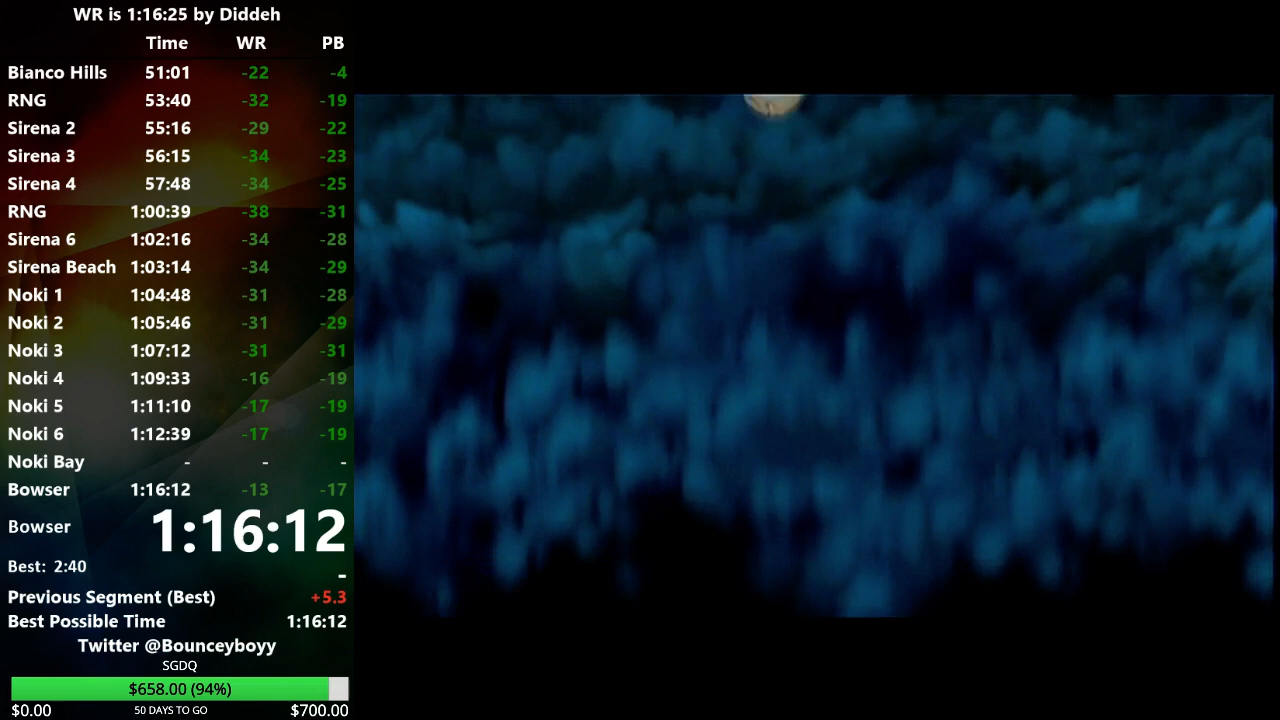 WR is 1:16:25 by Diddeh
Time WR PB
Bianco Hills 51:01 -22 -4
RNG 53:40 -32 -19
Sirena 2 55:16 -29 -22
Sirena 3 56:15 -34 -23
Sirena 4 57:48 -34 -25
RNG 1:00:39 -38 -31
Sirena 6 1:02:16 -34 -28
Sirena Beach 1:03:14 -34 -29
Noki 1 1:04:48 -31 -28
Noki 2 1:05:46 -31 -29
Noki 3 1:07:12 -31 -31
Noki 4 1:09:33 -16 -19
Noki 5 1:11:10 -17 -19
Noki 6 1:12:39 -17 -19
Noki Bay - - -
Bowser 1:16:12 -13 -17
Bowser 1:16:12
Best: 2:40 -
Previous Segment (Best) +5.3
Best Possible Time 1:16:12
Twitter @Bounceyboyy
SGDQ
$658.00 (94%)
$0.00 50 DAYS TO GO $700.00